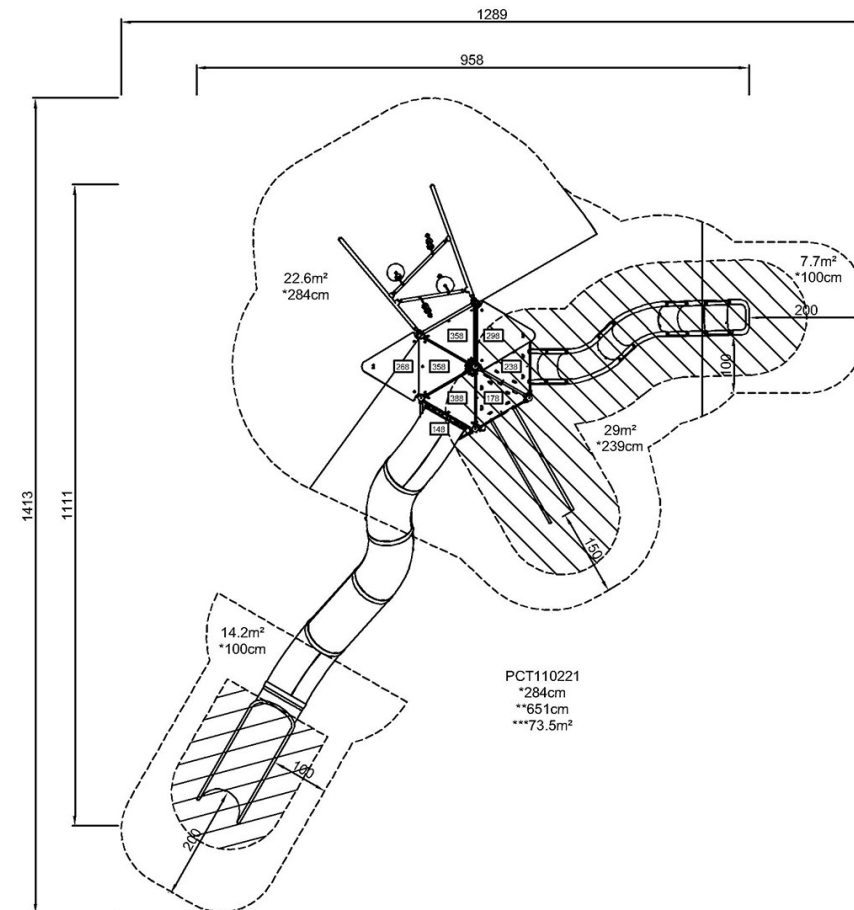 1289
958
1413
1111
22.6m²
*284cm
7.7m²
*100cm
200
100
358
298
268
358
238
388
178
148
29m²
*239cm
150
14.2m²
*100cm
100
200
PCT110221
*284cm
**651cm
***73.5m²